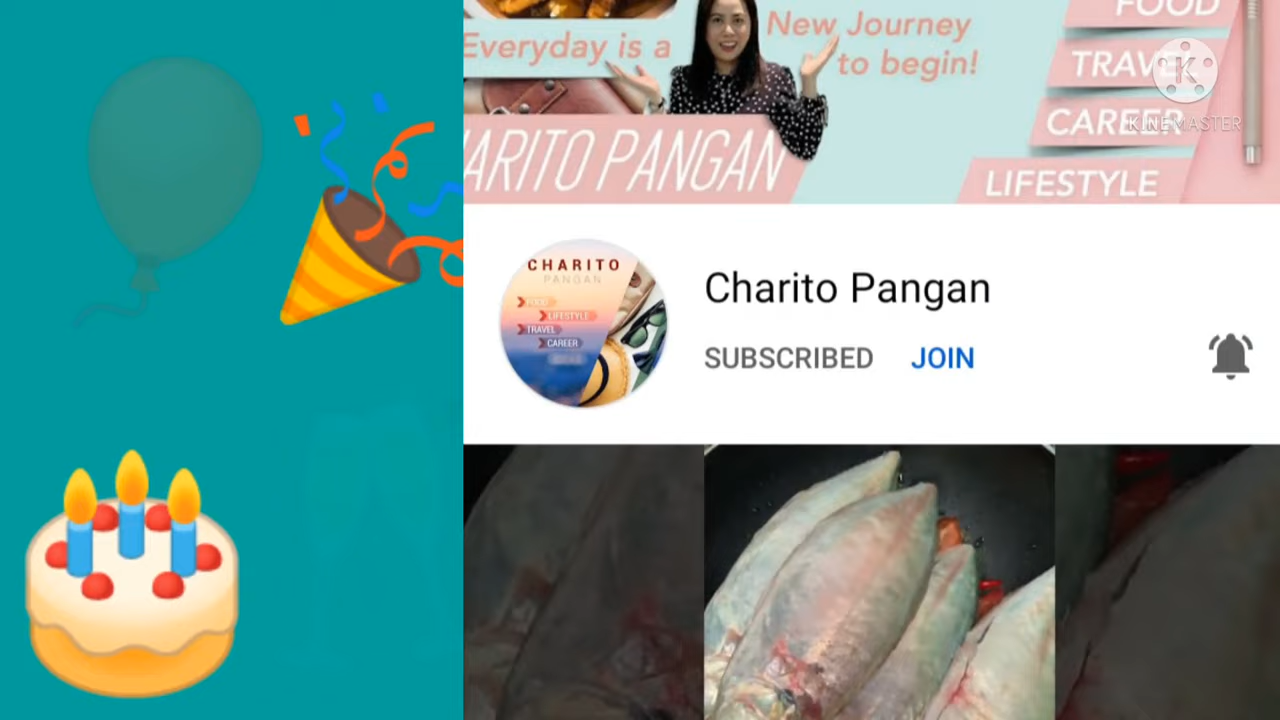 FOOD
New Journey
Everyday is a
to begin!
TRAVEL
CAREER
KINEMASTER
ARITO PANGAN
LIFESTYLE
CHARITO
PANGAN
FOOD
LIFESTYLE
TRAVEL
CAREER
Charito Pangan
SUBSCRIBED JOIN